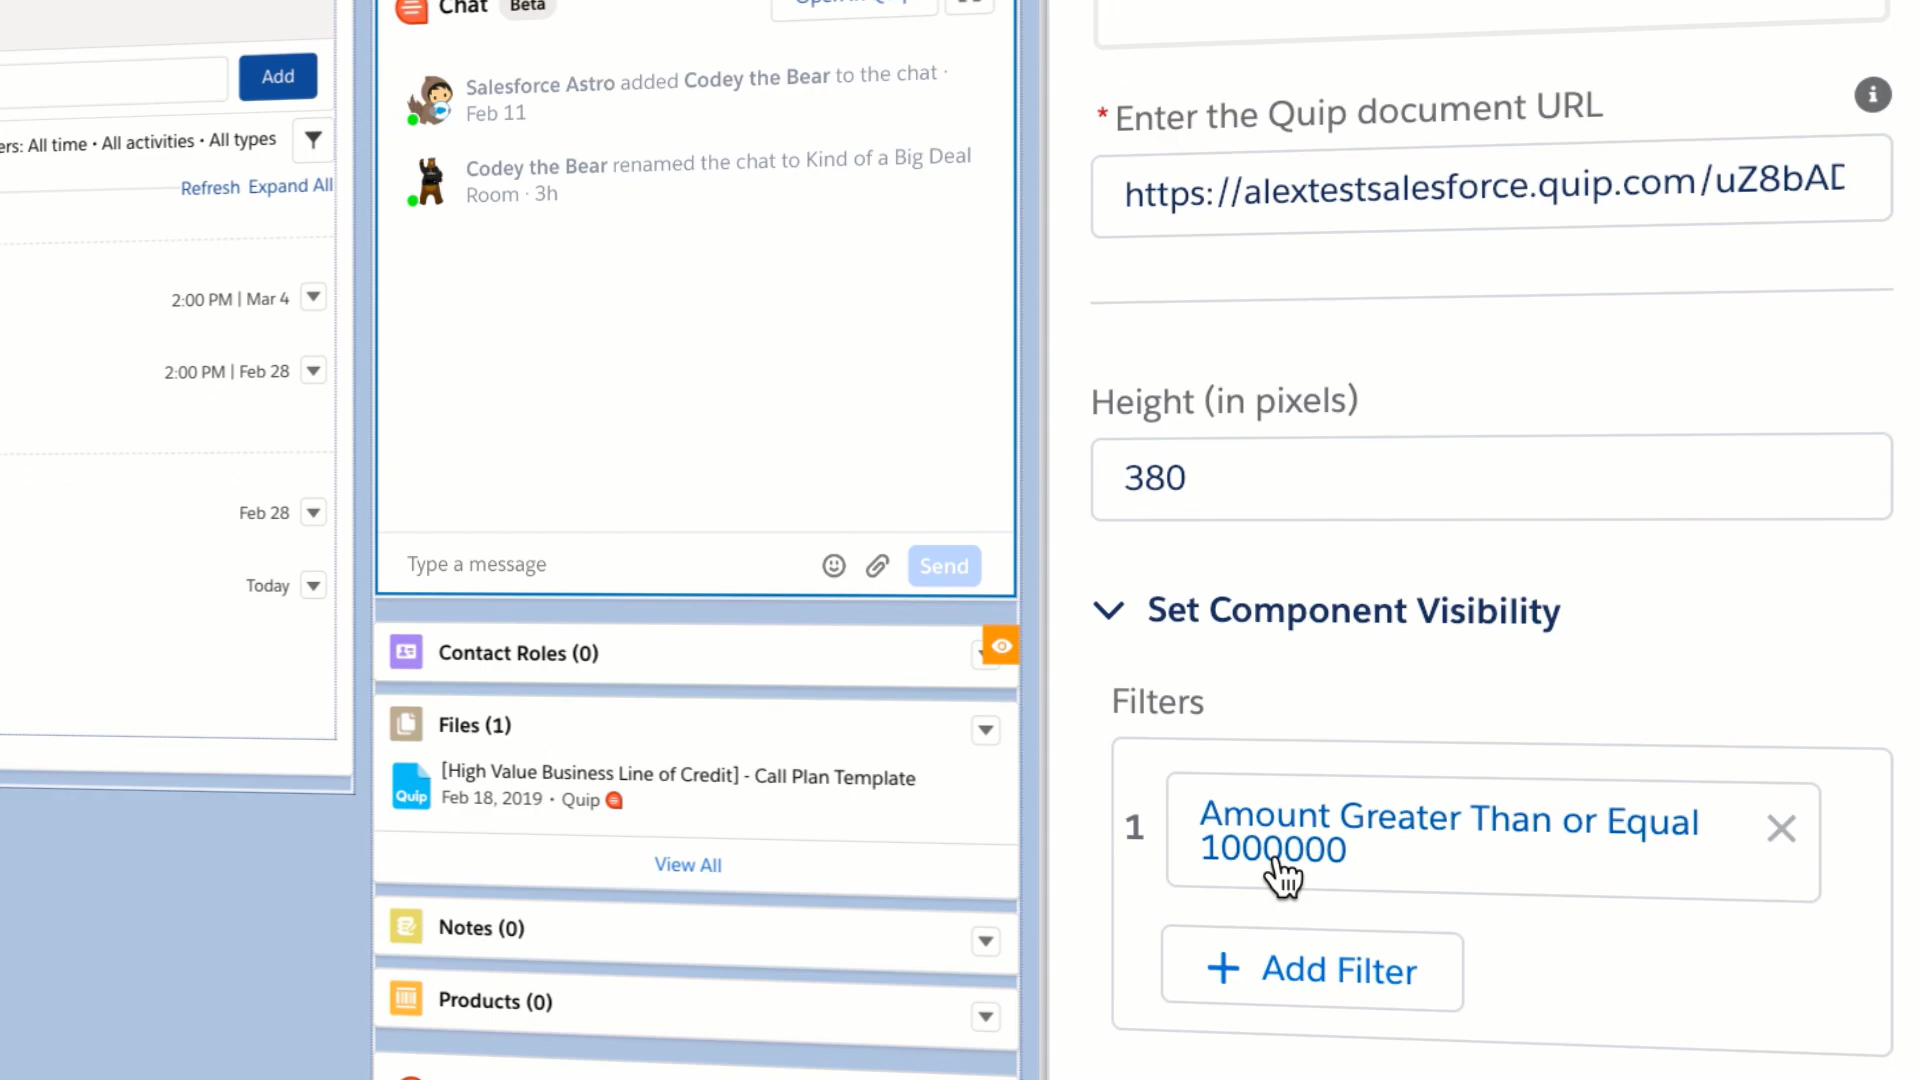 Add
ers: All time • All activities • All types
Refresh Expand All
2:00 PM | Mar 4
2:00 PM | Feb 28
Feb 28
Today
Chat Beta
Salesforce Astro added Codey the Bear to the chat ·
Feb 11
Codey the Bear renamed the chat to Kind of a Big Deal
Room · 3h
Type a message
Send
Contact Roles (0)
Files (1)
[High Value Business Line of Credit] - Call Plan Template
Quip
Feb 18, 2019 • Quip
View All
Notes (0)
Products (0)
* Enter the Quip document URL
https://alextestsalesforce.quip.com/uZ8bAD
Height (in pixels)
380
Set Component Visibility
Filters
1
Amount Greater Than or Equal
1000000
+ Add Filter